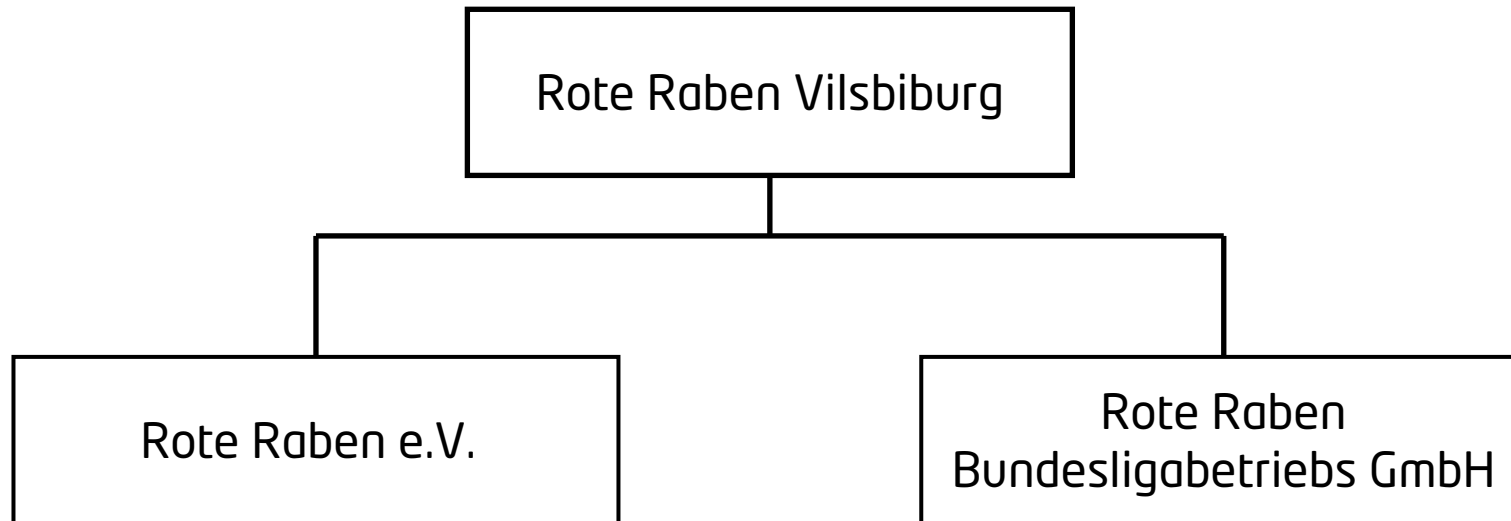 Rote Raben Vilsbiburg
Rote Raben e.V.
Rote Raben
Bundesligabetriebs GmbH